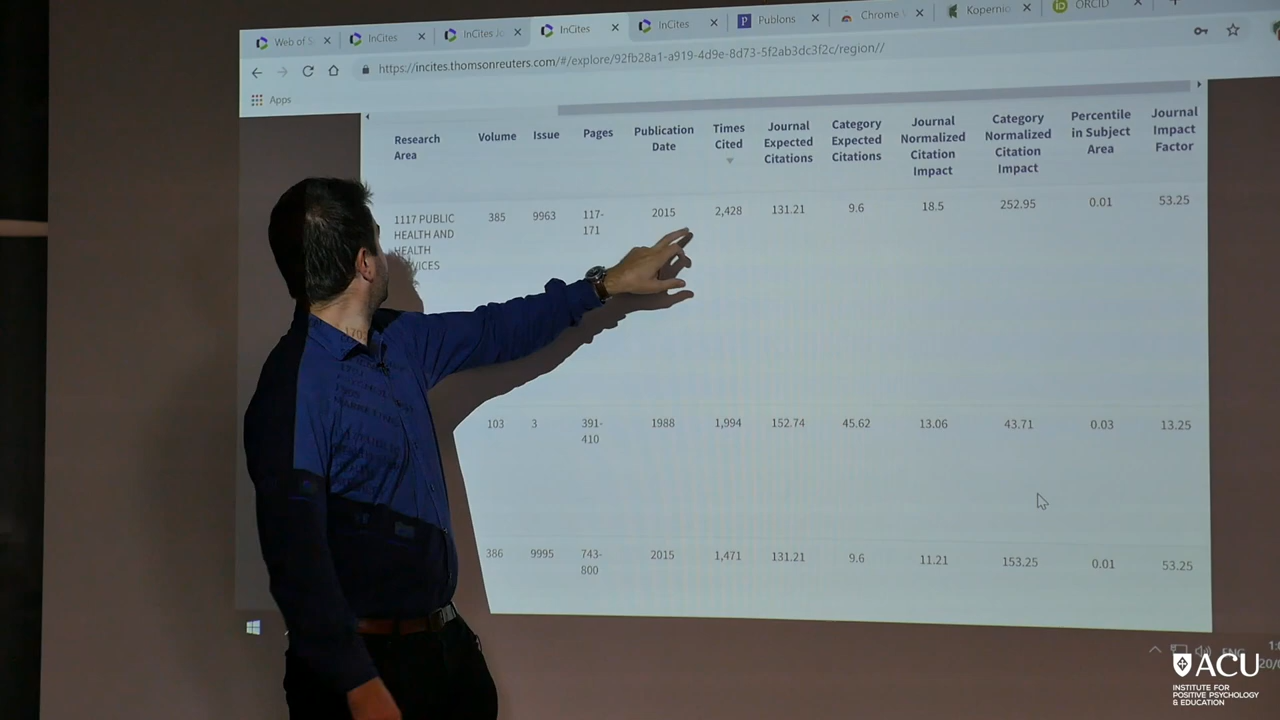 Web of S
InCites
InCites Jo
InCites
InCites
Publons
Chrome
Kopernio
ORCID
https://incites.thomsonreuters.com/#/explore/92fb28a1-a919-4d9e-8d73-5f2ab3dc3f2c/region//
Apps
Research Area
Volume
Issue
Pages
Publication Date
Times Cited
Journal Expected Citations
Category Expected Citations
Journal Normalized Citation Impact
Category Normalized Citation Impact
Percentile in Subject Area
Journal Impact Factor
1117 PUBLIC 385 9963 117- 2015 2,428 131.21 9.6 18.5 252.95 0.01 53.25
HEALTH AND 171
HEALTH
SERVICES
103 3 391- 1988 1,994 152.74 45.62 13.06 43.71 0.03 13.25
410
386 9995 743- 2015 1,471 131.21 9.6 11.21 153.25 0.01 53.25
800
ENG
ACU
INSTITUTE FOR
POSITIVE PSYCHOLOGY
& EDUCATION